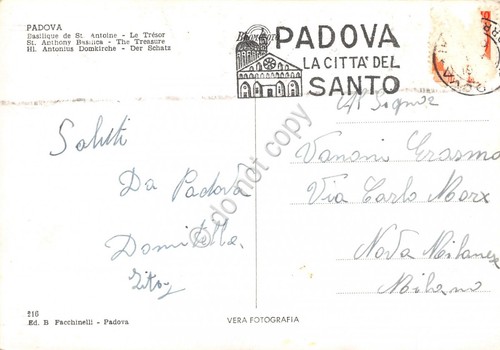 PADOVA
Basilique de St. Antoine - Le Trésor
St. Anthony Basilica - The Treasure
Hl. Antonius Domkirche - Der Schatz
PADOVA
LA CITTA' DEL
SANTO
Al Signor
Vanoni Erasmo
Via Carlo Marx
Nova Milanese
Milano
Saluti
Da Padova
Domitilla
do not copy
216
Ed. B Facchinelli - Padova
VERA FOTOGRAFIA